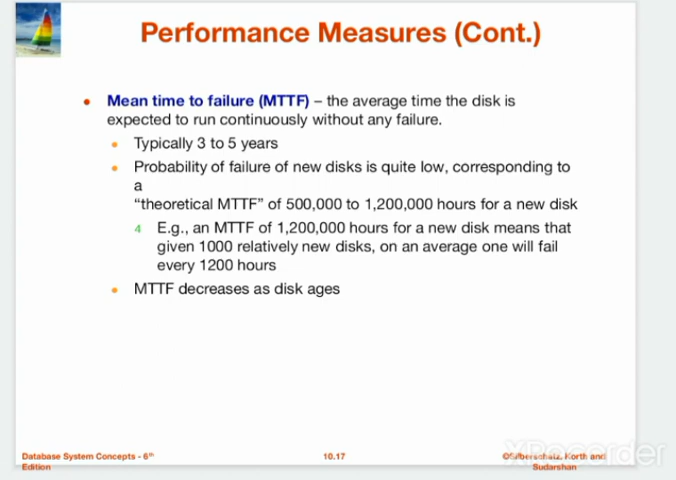 Performance Measures (Cont.)
• Mean time to failure (MTTF) – the average time the disk is
expected to run continuously without any failure.
• Typically 3 to 5 years
• Probability of failure of new disks is quite low, corresponding to
a
“theoretical MTTF” of 500,000 to 1,200,000 hours for a new disk
4 E.g., an MTTF of 1,200,000 hours for a new disk means that
given 1000 relatively new disks, on an average one will fail
every 1200 hours
• MTTF decreases as disk ages
Database System Concepts - 6th
Edition
10.17
©Silberschatz, Korth and
Sudarshan
XRecorder